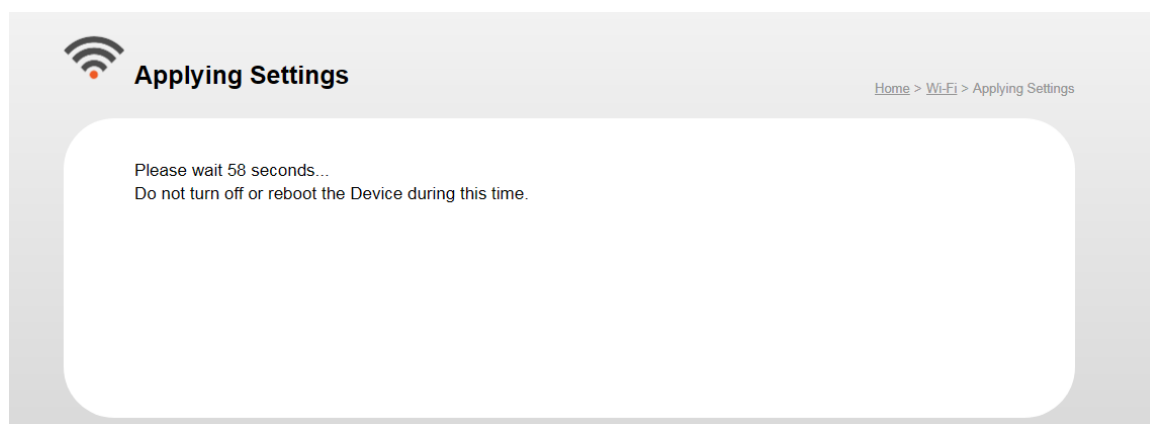 Applying Settings
Home > Wi-Fi > Applying Settings
Please wait 58 seconds...
Do not turn off or reboot the Device during this time.